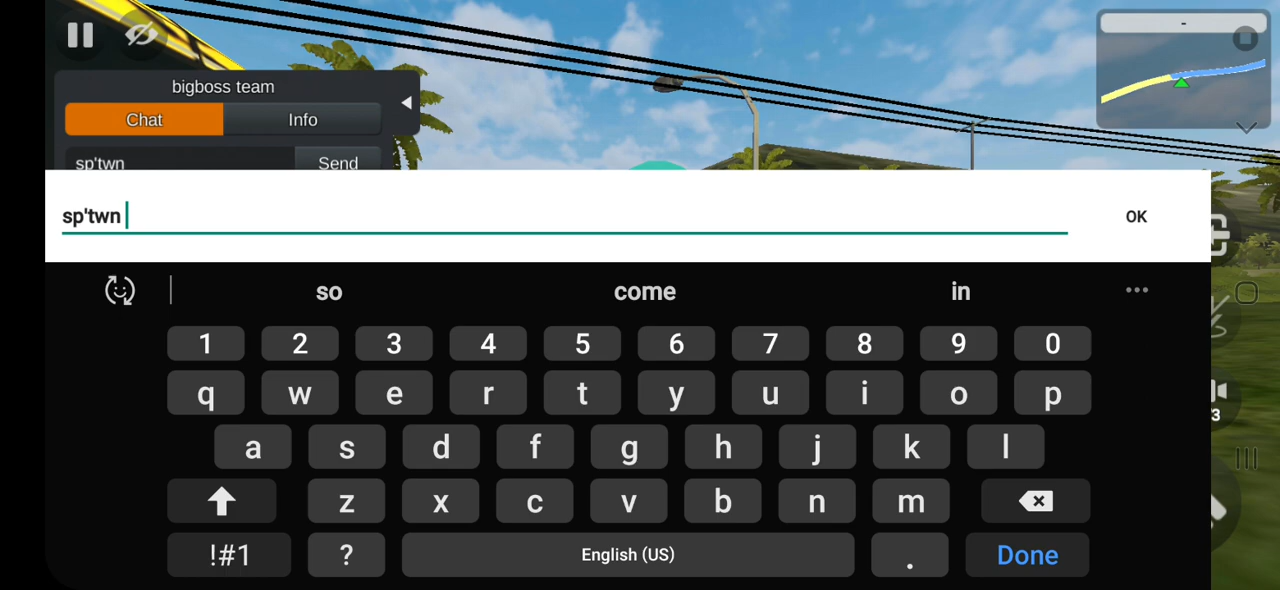 -
bigboss team
Chat Info
sp'twn Send
sp'twn OK
so come in
1 2 3 4 5 6 7 8 9 0
q w e r t y u i o p
a s d f g h j k l
z x c v b n m
!#1 ? English (US) . Done
3